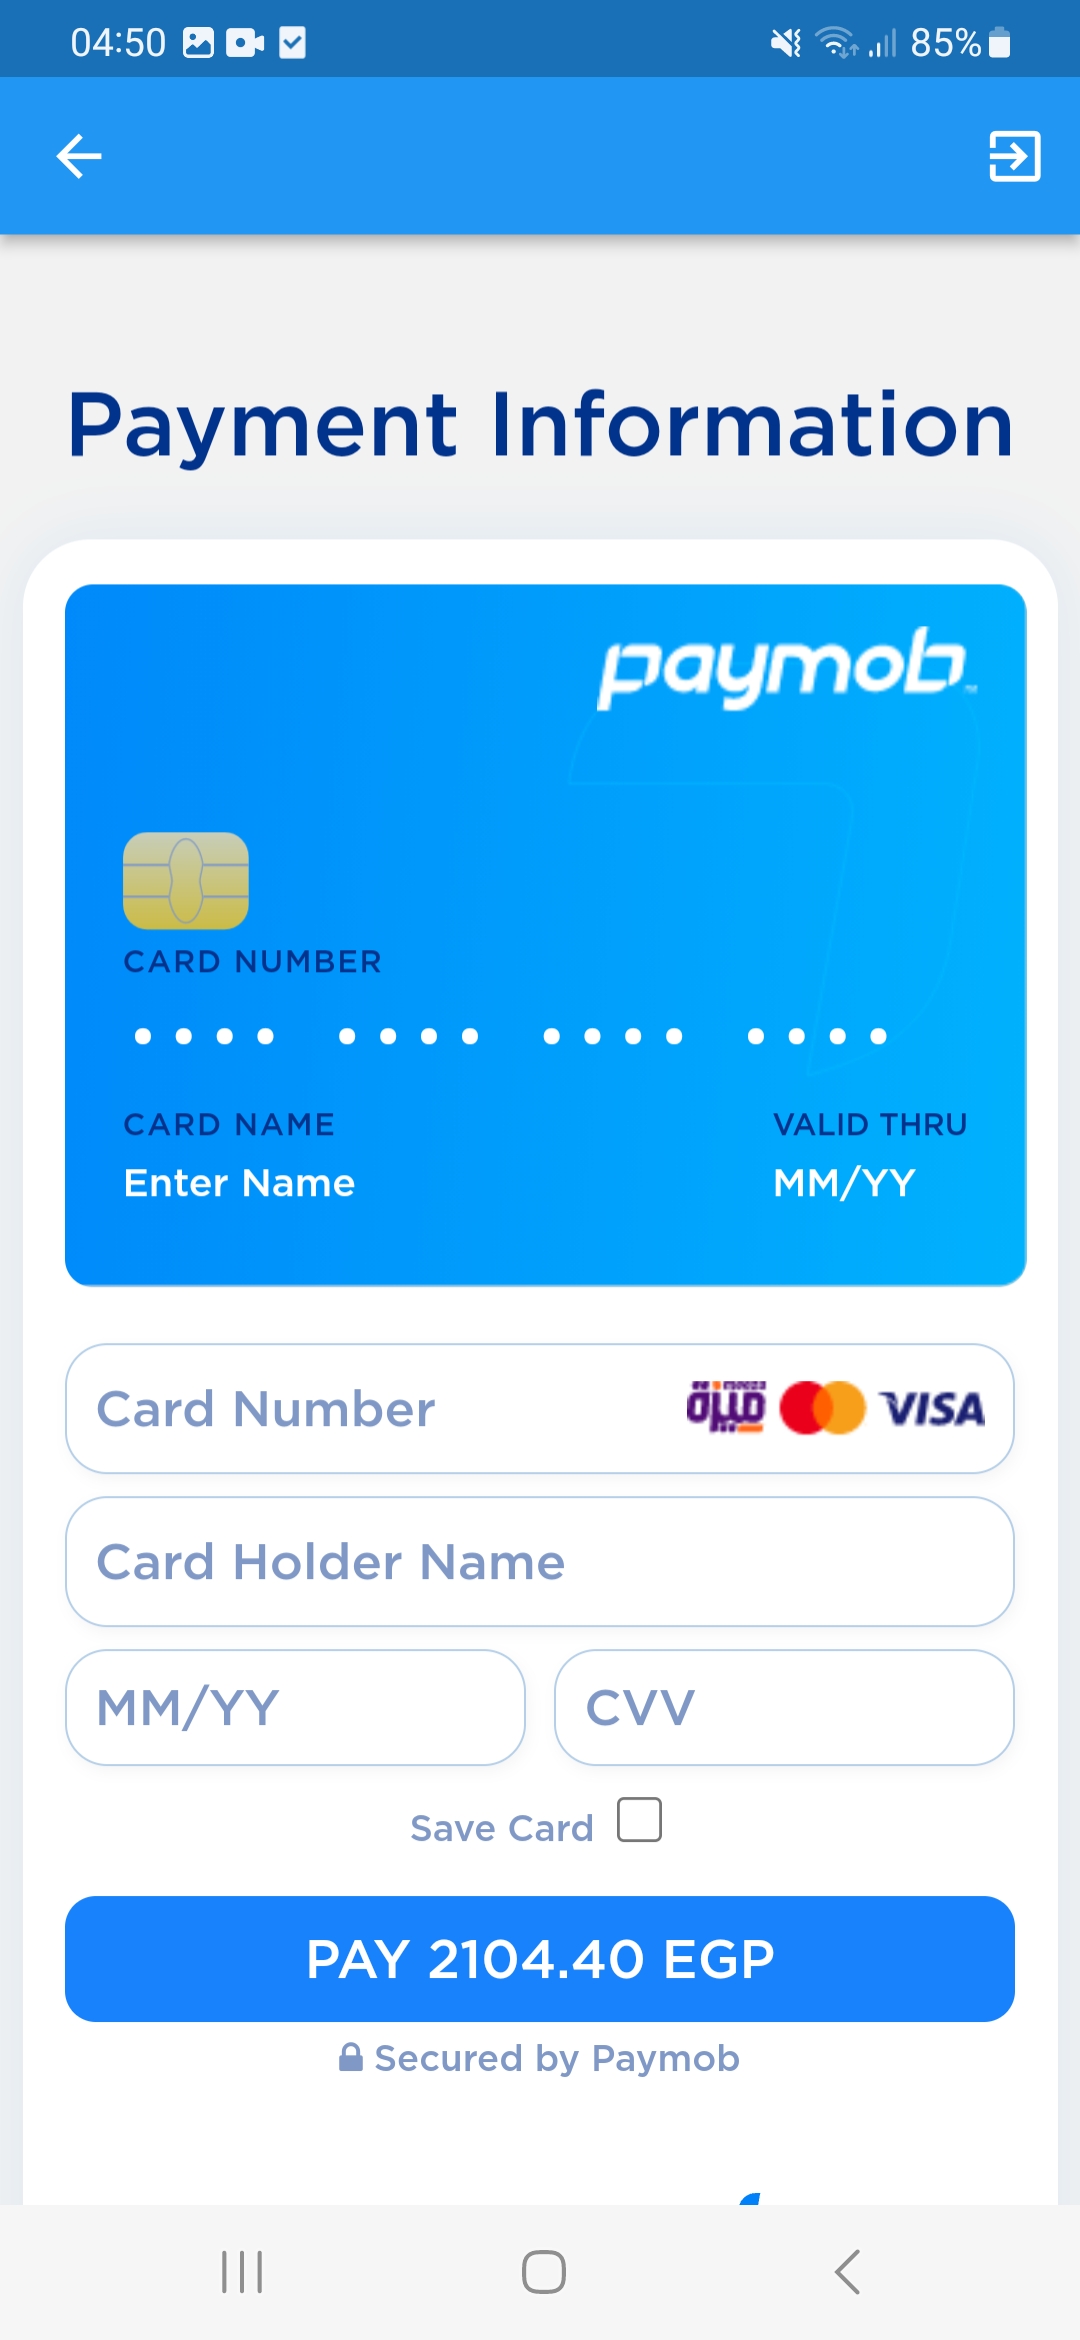 04:50 85%
Payment Information
paymob
CARD NUMBER
CARD NAME VALID THRU
Enter Name MM/YY
Card Number ميزة VISA
Card Holder Name
MM/YY CVV
Save Card
PAY 2104.40 EGP
Secured by Paymob